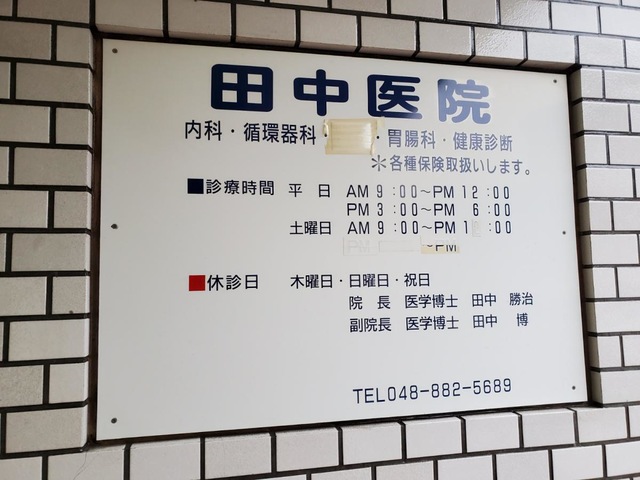 田中医院
内科・循環器科・胃腸科・健康診断
＊各種保険取扱いします。
■診療時間 平日 AM 9:00～PM 12:00
PM 3:00～PM 6:00
土曜日 AM 9:00～PM 1 :00
～PM
■休診日 木曜日・日曜日・祝日
院長 医学博士 田中 勝治
副院長 医学博士 田中 博
TEL048-882-5689